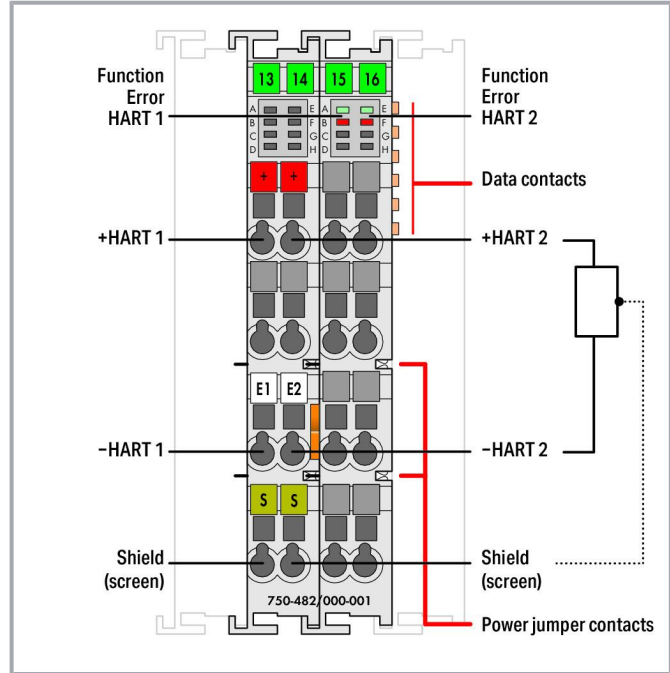 13 14 15 16
Function
Error
HART 1
Function
Error
HART 2
A E A E
B F B F
C G C G
D H D H
+ +
Data contacts
+HART 1
+HART 2
E1 E2
−HART 1
−HART 2
S S
Shield
(screen)
Shield
(screen)
750-482/000-001
Power jumper contacts